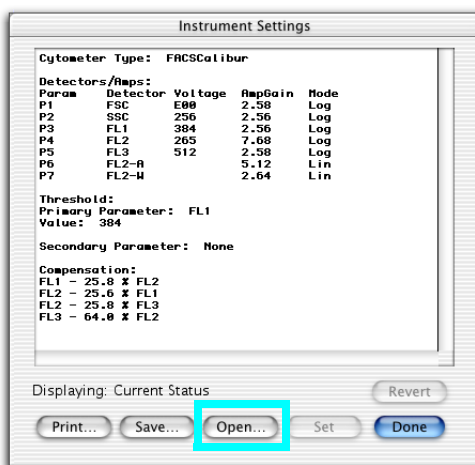 Instrument Settings
Cytometer Type: FACSCalibur
Detectors/Amps:
Param Detector Voltage AmpGain Mode
P1 FSC E00 2.58 Log
P2 SSC 256 2.56 Log
P3 FL1 384 2.56 Log
P4 FL2 265 7.68 Log
P5 FL3 512 2.58 Log
P6 FL2-A 5.12 Lin
P7 FL2-W 2.64 Lin
Threshold:
Primary Parameter: FL1
Value: 384
Secondary Parameter: None
Compensation:
FL1 - 25.8 % FL2
FL2 - 25.6 % FL1
FL2 - 25.8 % FL3
FL3 - 64.0 % FL2
Displaying: Current Status
Revert
Print... Save... Open... Set Done